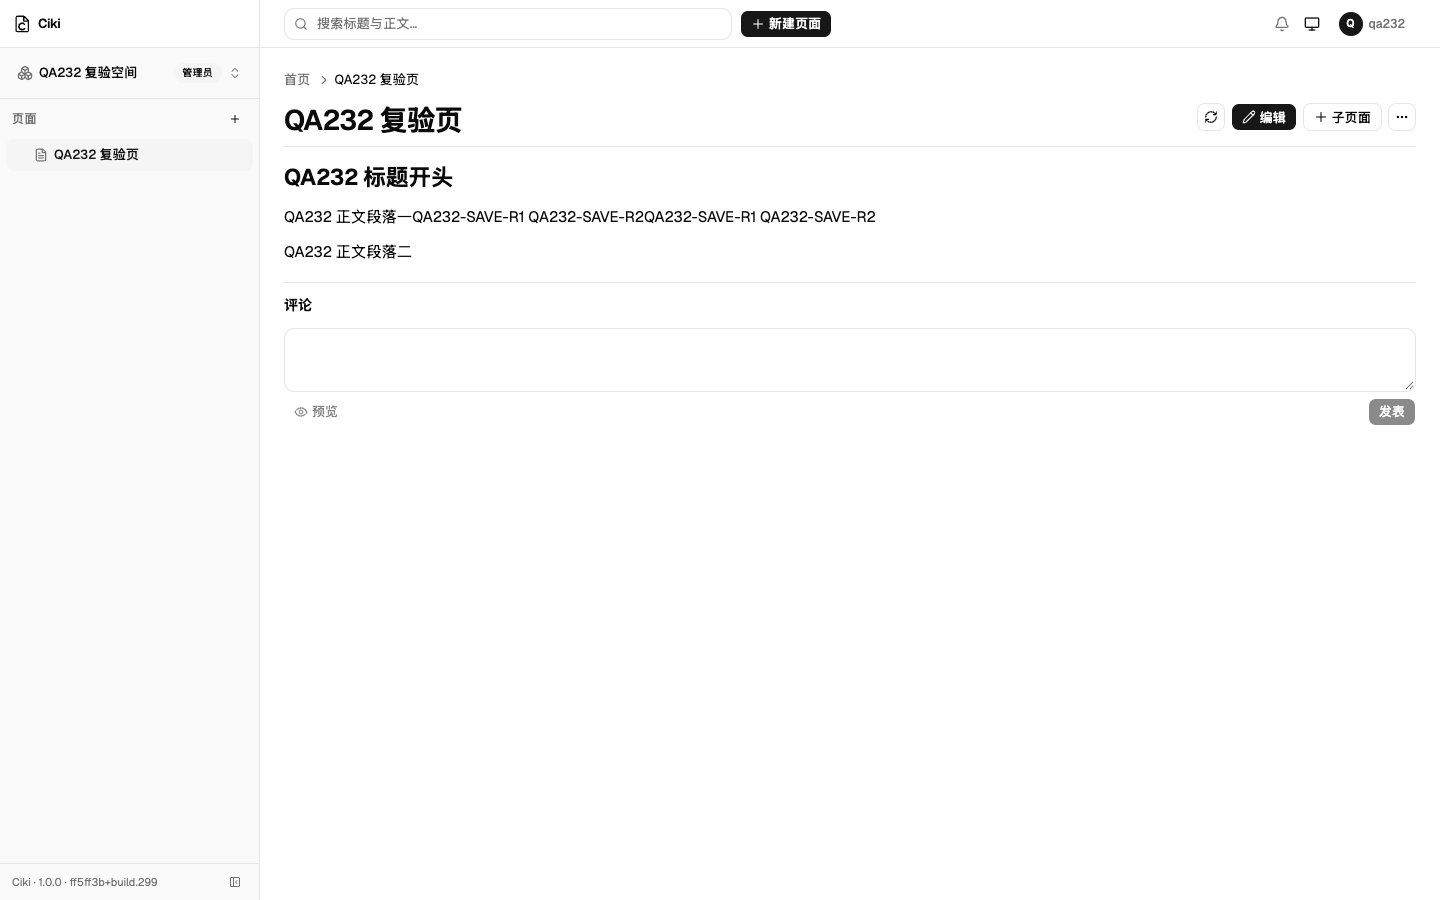 Ciki
搜索标题与正文...
新建页面
Q
qa232
QA232 复验空间
管理员
页面
QA232 复验页
首页
QA232 复验页
QA232 复验页
编辑
子页面
QA232 标题开头
QA232 正文段落一QA232-SAVE-R1 QA232-SAVE-R2QA232-SAVE-R1 QA232-SAVE-R2
QA232 正文段落二
评论
预览
发表
Ciki · 1.0.0 · ff5ff3b+build.299